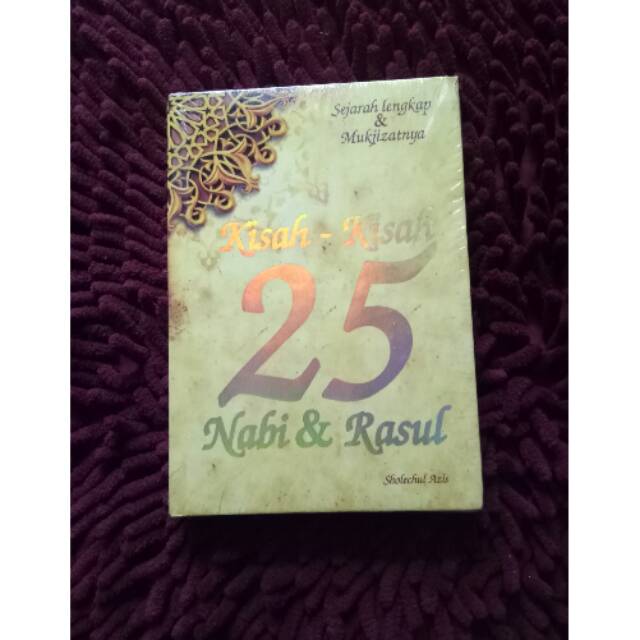 Sejarah lengkap
&
Mukjizatnya
Kisah - Kisah
25
Nabi & Rasul
Sholechul Azis